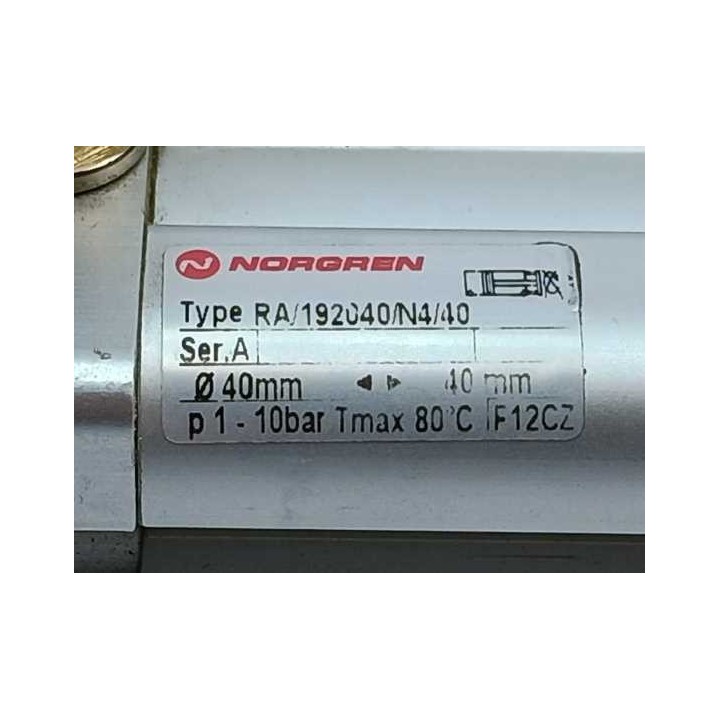 NORGREN
Type RA/192040/N4/40
Ser.A
Ø 40mm ◄ ► 40 mm
p 1 - 10bar Tmax 80°C F12CZ